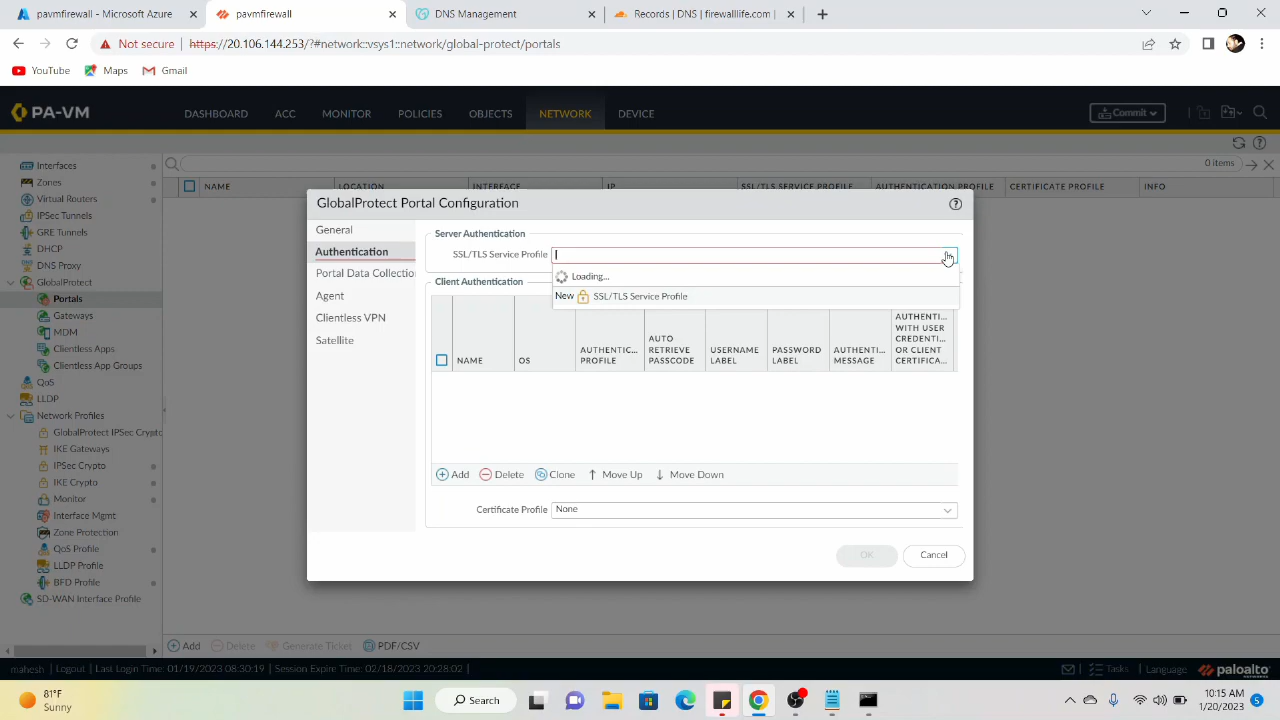 pavmfirewall - Microsoft Azure
pavmfirewall
DNS Management
Records | DNS | firewalllife.com |
Not secure | https://20.106.144.253/?#network:vsys1:network/global-protect/portals
YouTube Maps Gmail
PA-VM DASHBOARD ACC MONITOR POLICIES OBJECTS NETWORK DEVICE Commit
0 items
NAME LOCATION INTERFACE IP SSL/TLS SERVICE PROFILE AUTHENTICATION PROFILE CERTIFICATE PROFILE INFO
Interfaces
Zones
Virtual Routers
IPSec Tunnels
GRE Tunnels
DHCP
DNS Proxy
GlobalProtect
Portals
Gateways
MDM
Clientless Apps
Clientless App Groups
QoS
LLDP
Network Profiles
GlobalProtect IPSec Crypto
IKE Gateways
IPSec Crypto
IKE Crypto
Monitor
Interface Mgmt
Zone Protection
QoS Profile
LLDP Profile
BFD Profile
SD-WAN Interface Profile
GlobalProtect Portal Configuration
General
Authentication
Portal Data Collectio
Agent
Clientless VPN
Satellite
Server Authentication
SSL/TLS Service Profile
Loading...
New SSL/TLS Service Profile
Client Authentication
NAME
OS
AUTHENTIC...
PROFILE
AUTO
RETRIEVE
PASSCODE
USERNAME
LABEL
PASSWORD
LABEL
AUTHENTI...
MESSAGE
AUTHENTI...
WITH USER
CREDENTI...
OR CLIENT
CERTIFICA...
Add Delete Clone Move Up Move Down
Certificate Profile None
OK Cancel
Add Delete Generate Ticket PDF/CSV
mahesh | Logout | Last Login Time: 01/19/2023 08:30:19 | Session Expire Time: 02/18/2023 20:28:02 |
Tasks | Language paloalto
81°F
Sunny
Search
10:15 AM
1/20/2023
5